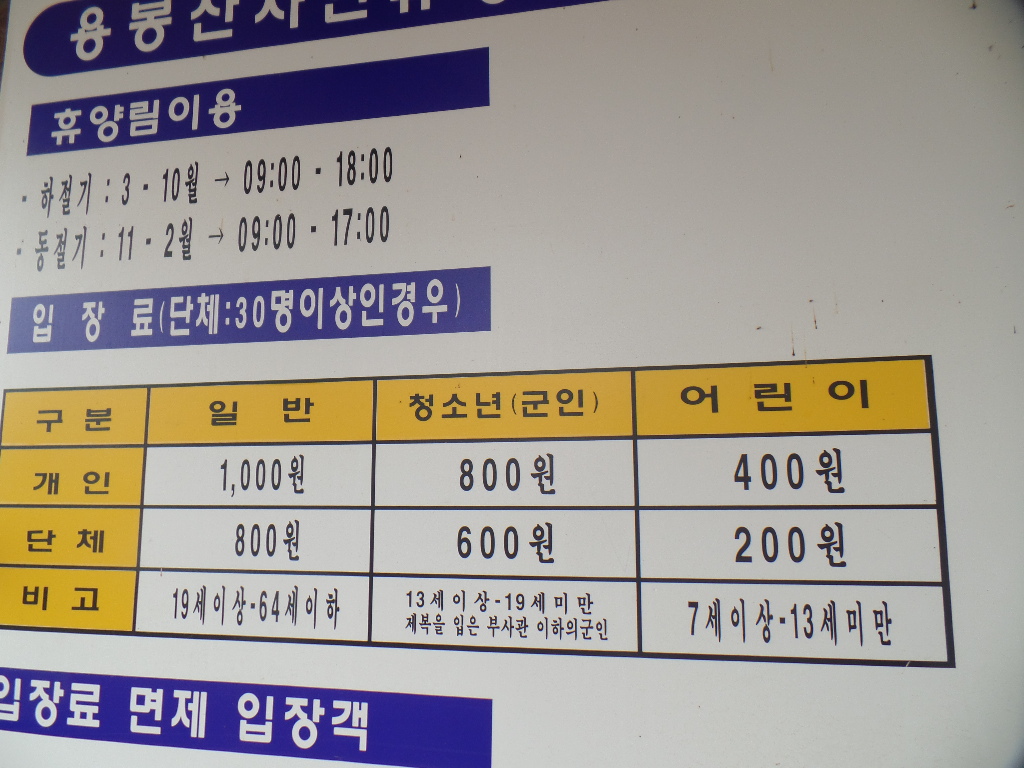 용봉산자연휴
휴양림이용
· 하절기 : 3 - 10월 → 09:00 - 18:00
· 동절기 : 11 - 2월 → 09:00 - 17:00
입 장 료(단체:30명이상인경우)
구분 일 반 청소년(군인) 어 린 이
개 인 1,000원 800원 400원
단 체 800원 600원 200원
비 고 19세이상-64세이하 13세이상-19세미만 7세이상-13세미만
제복을 입은 부사관 이하의군인
입장료 면제 입장객